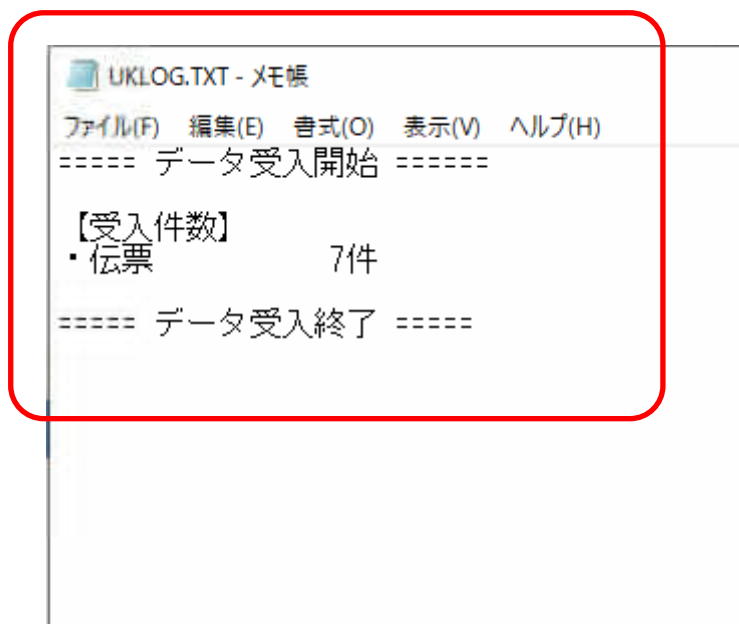 UKLOG.TXT - メモ帳
ファイル(F) 編集(E) 書式(O) 表示(V) ヘルプ(H)
===== データ受入開始 ======
【受入件数】
・伝票 7件
===== データ受入終了 =====